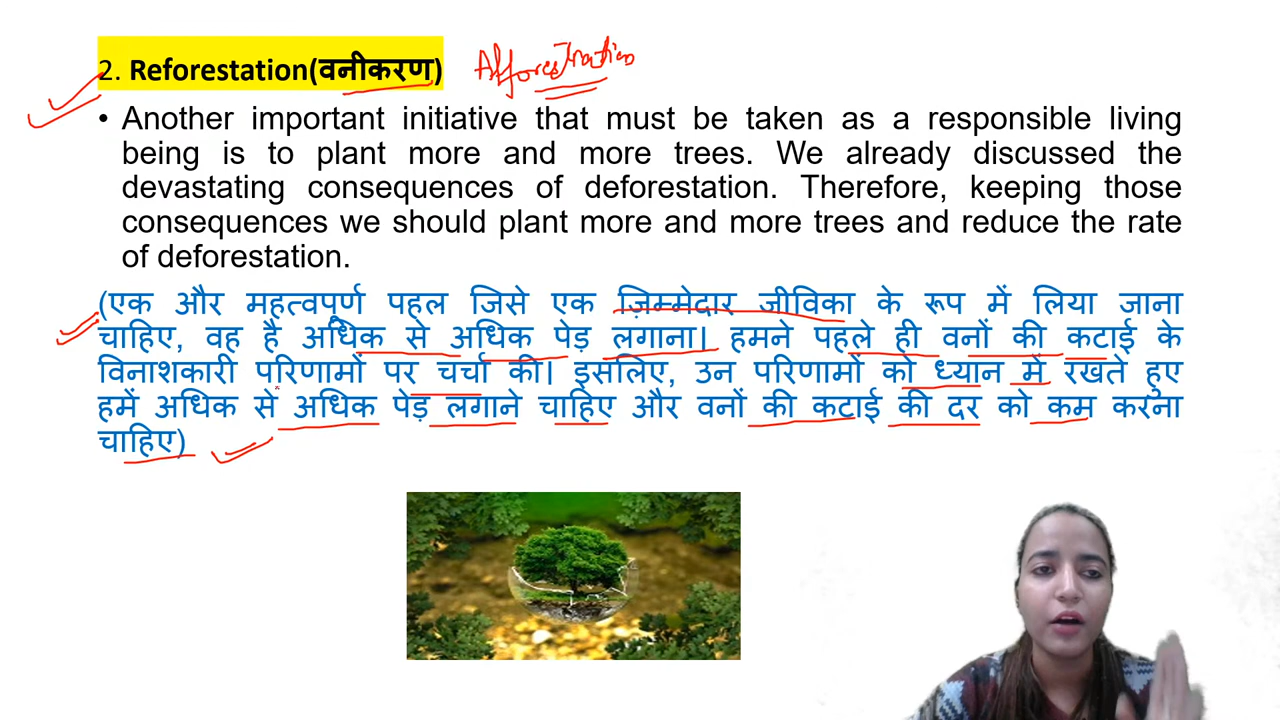 2. Reforestation(वनीकरण) Afforestration
• Another important initiative that must be taken as a responsible living
being is to plant more and more trees. We already discussed the
devastating consequences of deforestation. Therefore, keeping those
consequences we should plant more and more trees and reduce the rate
of deforestation.
(एक और महत्वपूर्ण पहल जिसे एक ज़िम्मेदार जीविका के रूप में लिया जाना
चाहिए, वह है अधिक से अधिक पेड़ लगाना। हमने पहले ही वनों की कटाई के
विनाशकारी परिणामों पर चर्चा की। इसलिए, उन परिणामों को ध्यान में रखते हुए
हमें अधिक से अधिक पेड़ लगाने चाहिए और वनों की कटाई की दर को कम करना
चाहिए)